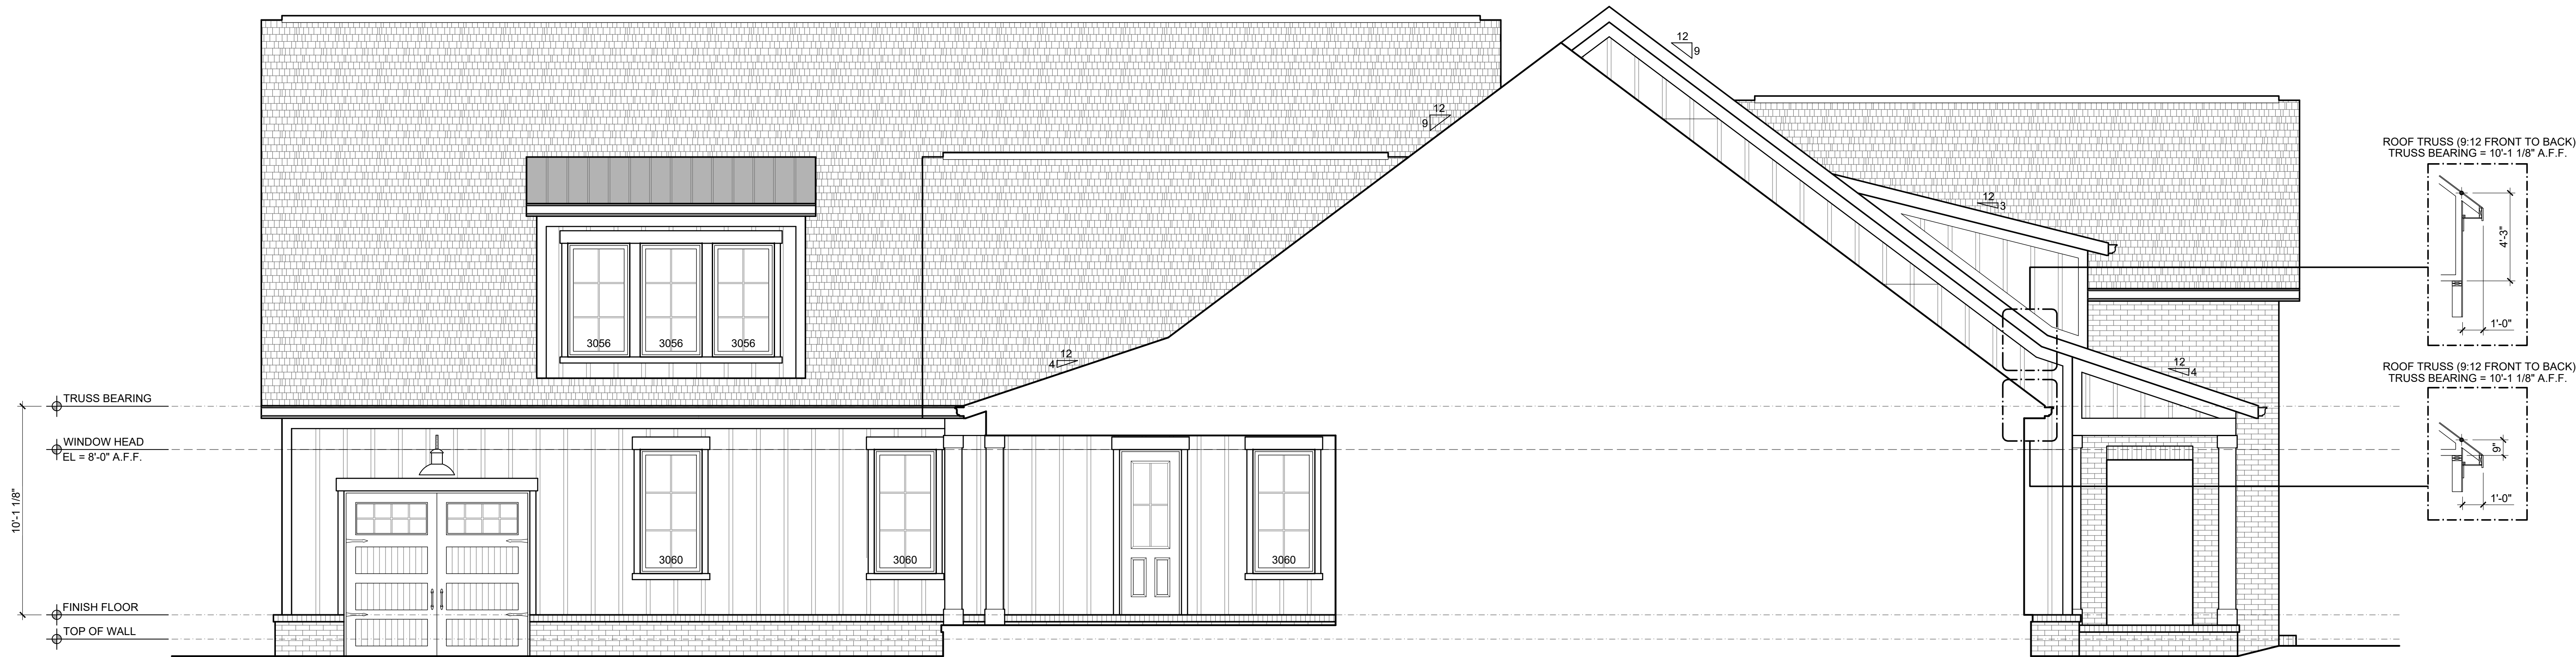 12
9
12
9
ROOF TRUSS (9:12 FRONT TO BACK)
TRUSS BEARING = 10'-1 1/8" A.F.F.
4'-3"
1'-0"
12
3
3056
3056
3056
12
4
12
4
ROOF TRUSS (9:12 FRONT TO BACK)
TRUSS BEARING = 10'-1 1/8" A.F.F.
9"
1'-0"
TRUSS BEARING
WINDOW HEAD
EL = 8'-0" A.F.F.
10'-1 1/8"
3060
3060
3060
FINISH FLOOR
TOP OF WALL